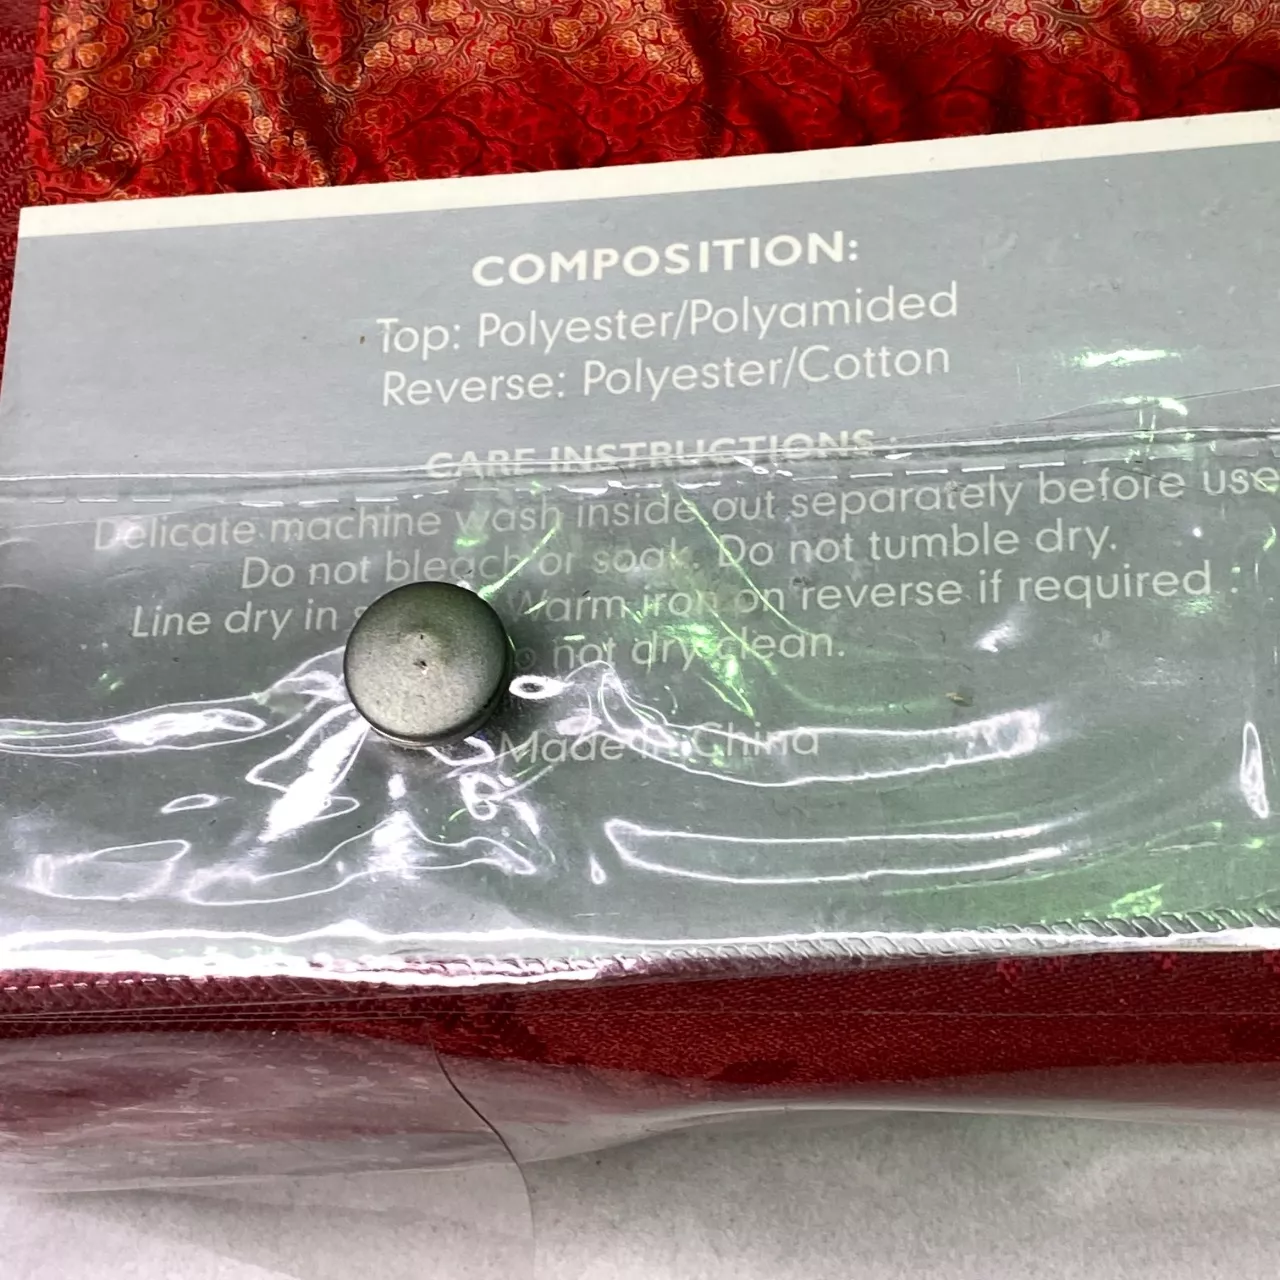 COMPOSITION:
Top: Polyester/Polyamided
Reverse: Polyester/Cotton
CARE INSTRUCTIONS:
Delicate machine wash inside out separately before use
Do not bleach or soak. Do not tumble dry.
Line dry in Warm iron on reverse if required.
not dry clean.
Made in China